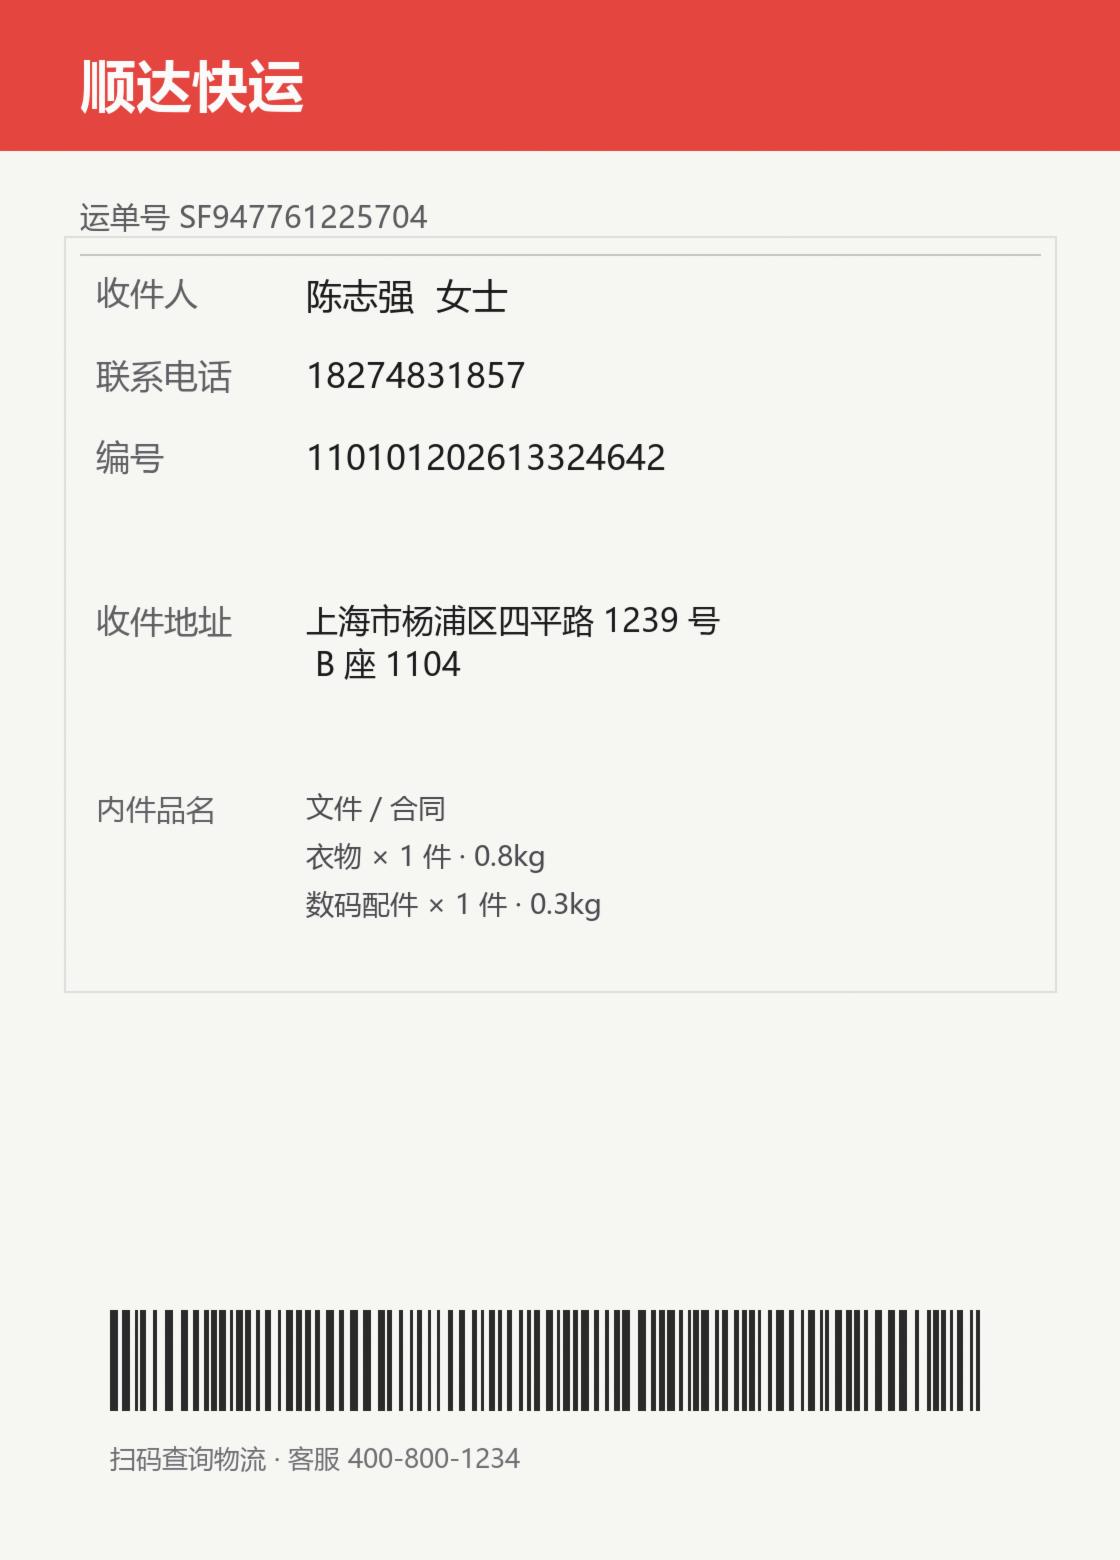 顺达快运
运单号 SF947761225704
收件人 陈志强 女士
联系电话 18274831857
编号 110101202613324642
收件地址 上海市杨浦区四平路 1239 号
B 座 1104
内件品名 文件 / 合同
衣物 × 1 件 · 0.8kg
数码配件 × 1 件 · 0.3kg
扫码查询物流 · 客服 400-800-1234